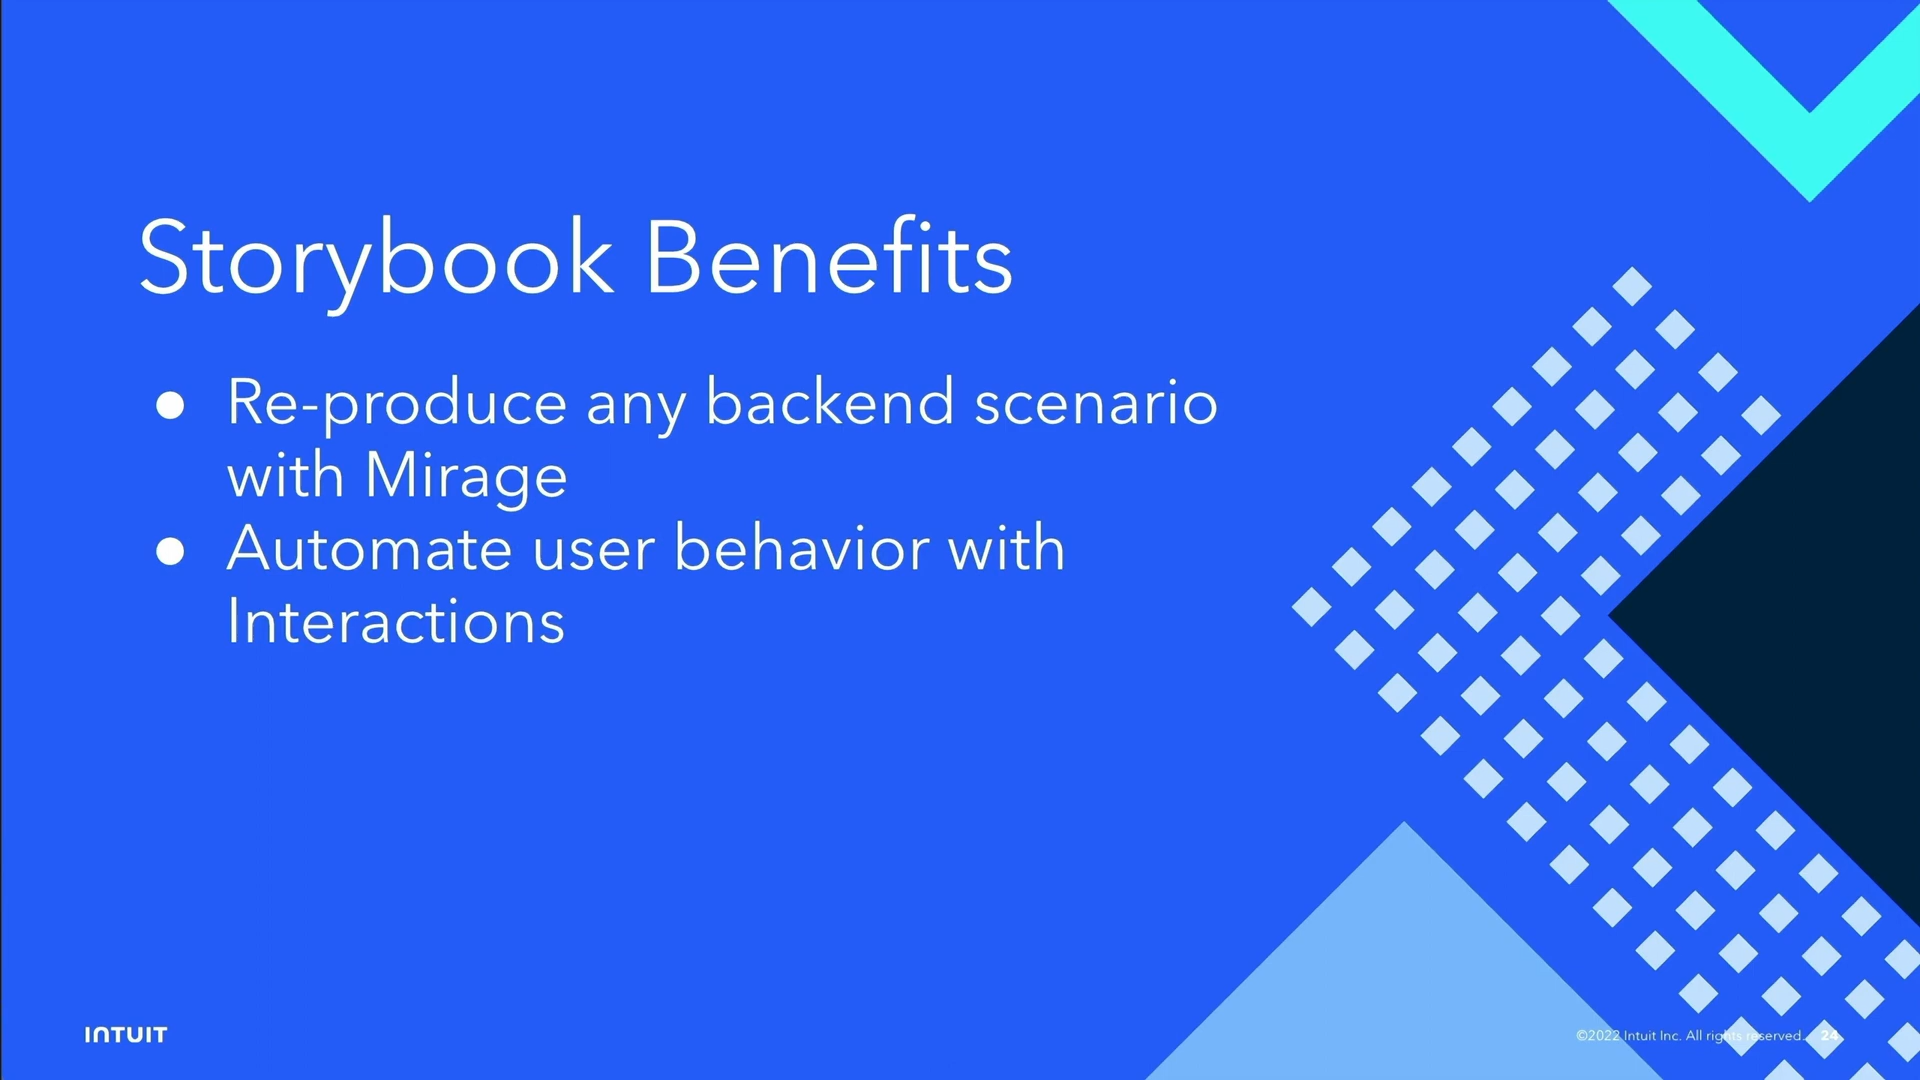 Storybook Benefits
● Re-produce any backend scenario
with Mirage
● Automate user behavior with
Interactions
INTUIT
©2022 Intuit Inc. All rights reserved. 24